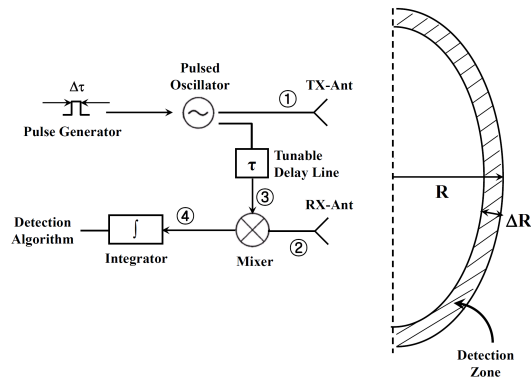 Δτ
Pulse Generator
Pulsed
Oscillator
①
TX-Ant
τ
Tunable
Delay Line
③
RX-Ant
②
Mixer
④
∫
Integrator
Detection
Algorithm
R
ΔR
Detection
Zone